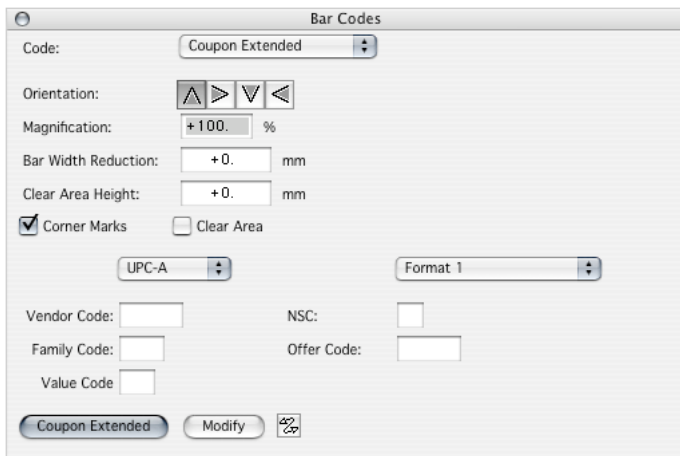 Bar Codes
Code: Coupon Extended
Orientation:
Magnification: +100. %
Bar Width Reduction: +0. mm
Clear Area Height: +0. mm
Corner Marks Clear Area
UPC-A Format 1
Vendor Code: NSC:
Family Code: Offer Code:
Value Code
Coupon Extended Modify